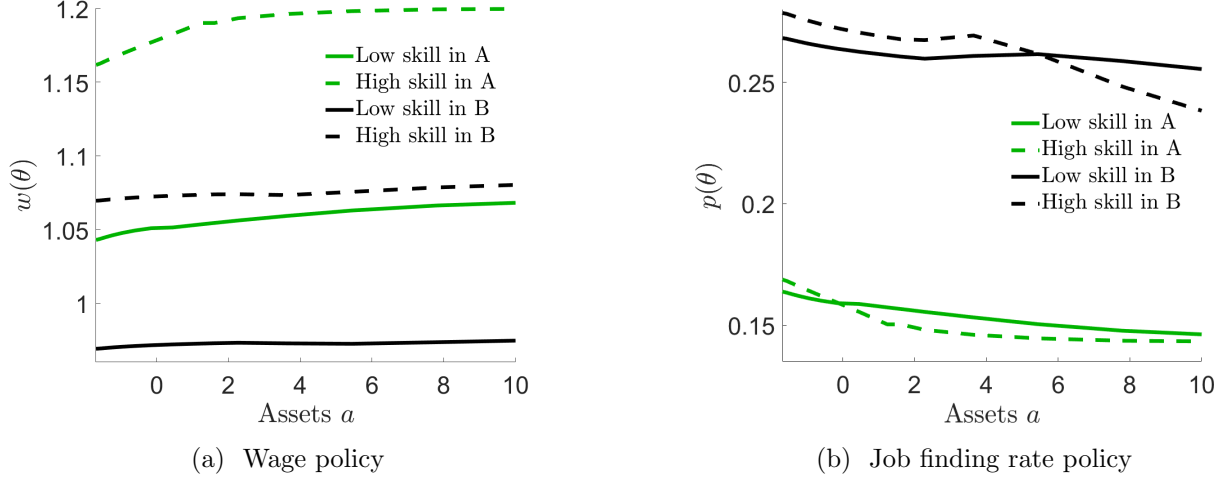 1.2
1.15
1.1
1.05
1
w(θ)
Low skill in A
High skill in A
Low skill in B
High skill in B
0 2 4 6 8 10
Assets a
(a) Wage policy
0.25
0.2
0.15
p(θ)
Low skill in A
High skill in A
Low skill in B
High skill in B
0 2 4 6 8 10
Assets a
(b) Job finding rate policy